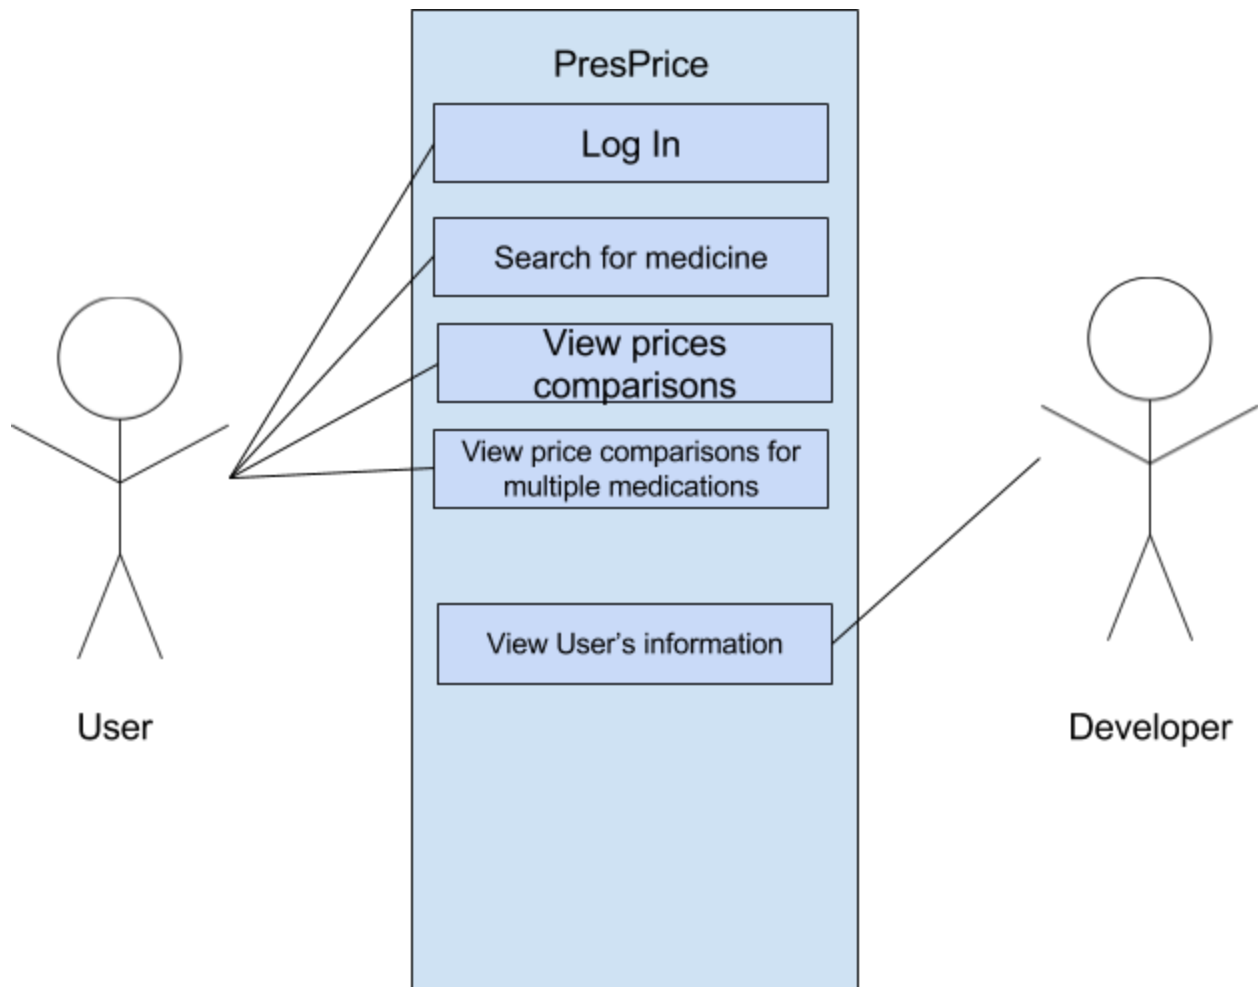 PresPrice
Log In
Search for medicine
View prices
comparisons
View price comparisons for
multiple medications
View User's information
User
Developer